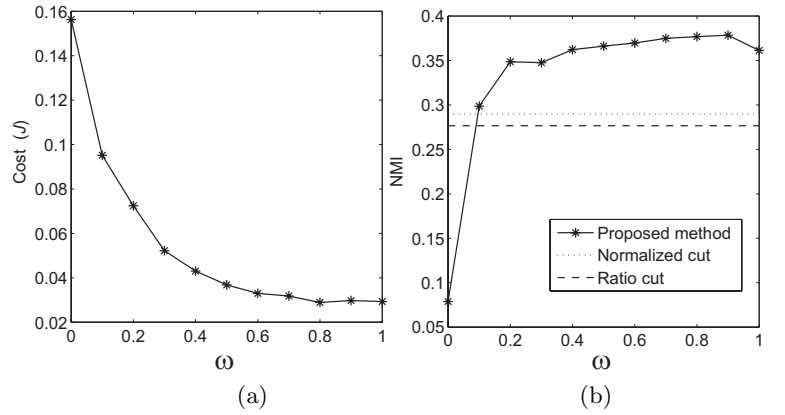 0.16
0.14
0.12
0.1
0.08
0.06
0.04
0.02
Cost (J)
0 0.2 0.4 0.6 0.8 1
ω
(a)
0.4
0.35
0.3
0.25
0.2
0.15
0.1
0.05
NMI
Proposed method
Normalized cut
Ratio cut
0 0.2 0.4 0.6 0.8 1
ω
(b)